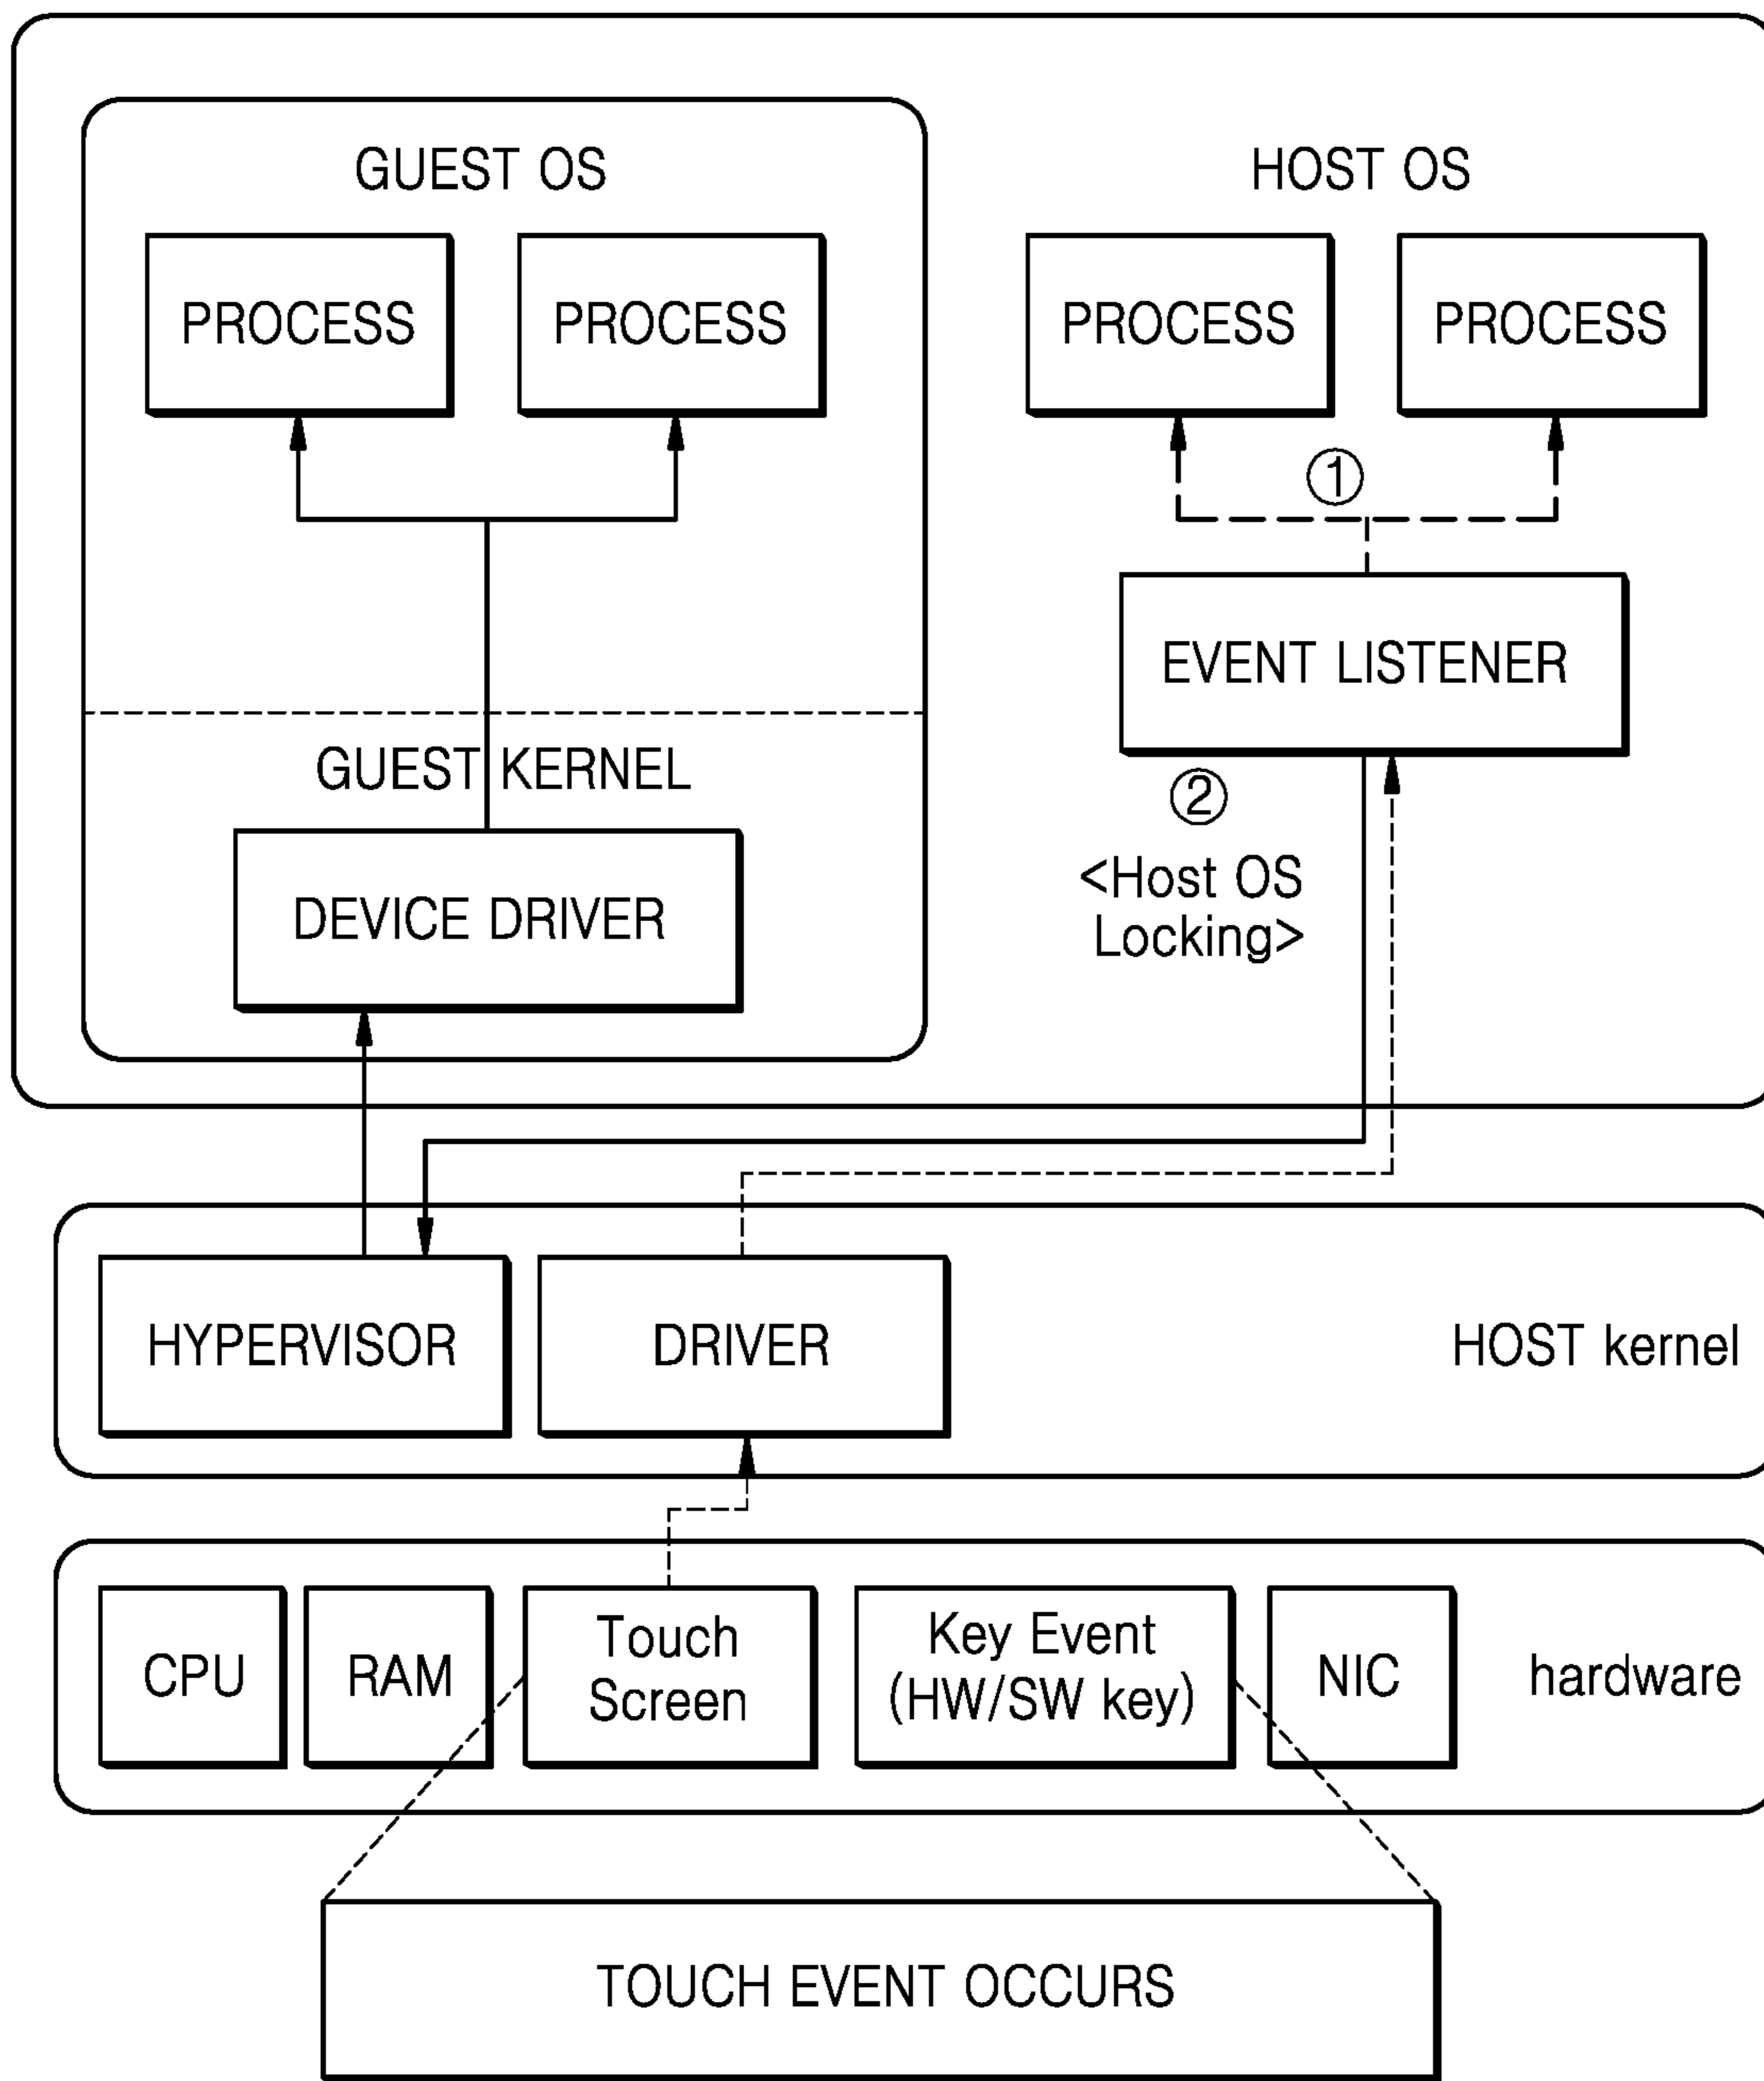 GUEST OS
HOST OS
PROCESS
PROCESS
PROCESS
PROCESS
①
EVENT LISTENER
GUEST KERNEL
②
DEVICE DRIVER
<Host OS
Locking>
HYPERVISOR
DRIVER
HOST kernel
CPU
RAM
Touch
Screen
Key Event
(HW/SW key)
NIC
hardware
TOUCH EVENT OCCURS